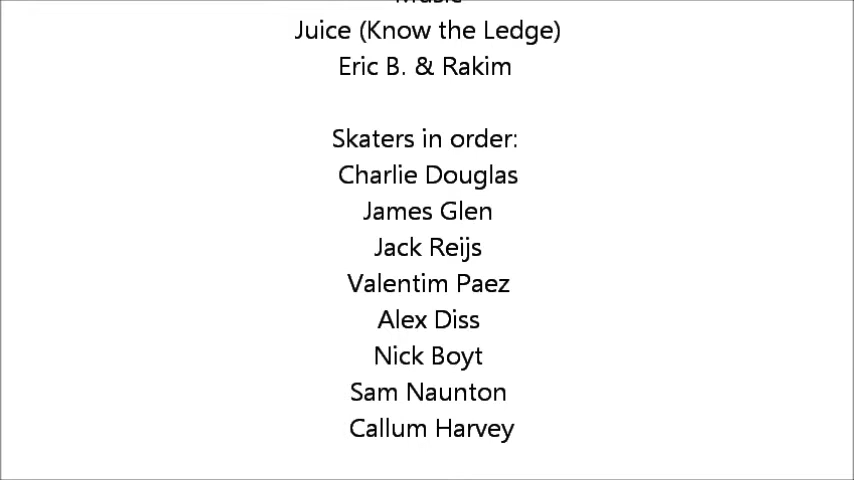 Music
Juice (Know the Ledge)
Eric B. & Rakim
Skaters in order:
Charlie Douglas
James Glen
Jack Reijs
Valentim Paez
Alex Diss
Nick Boyt
Sam Naunton
Callum Harvey